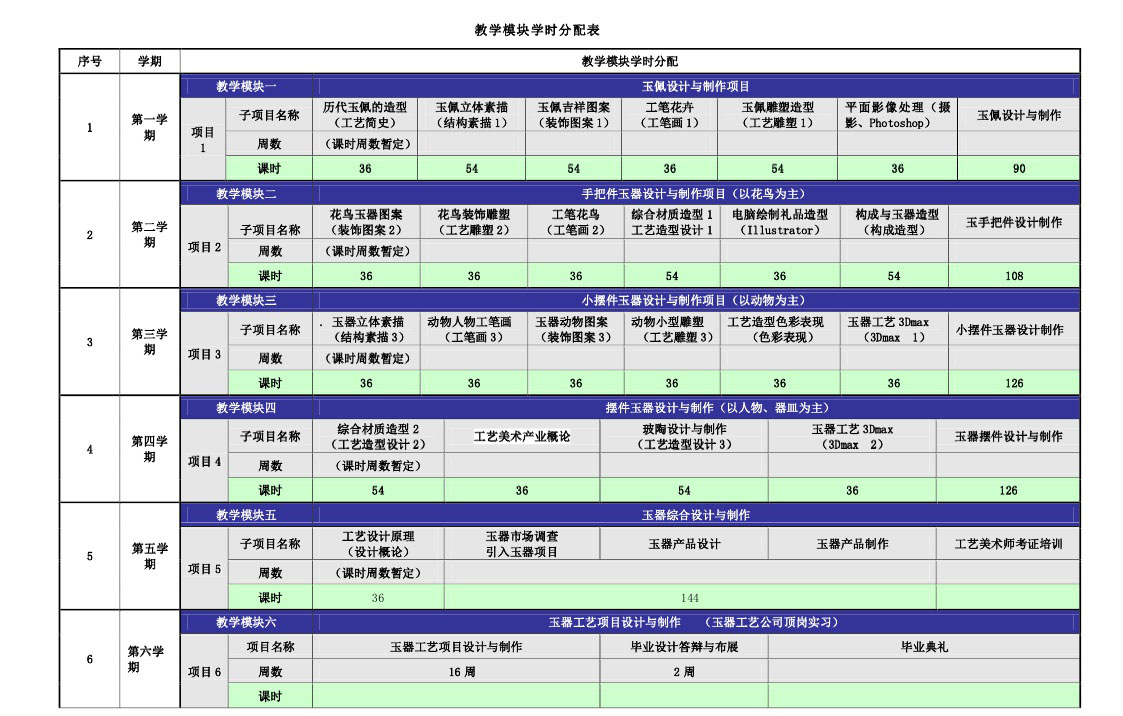 教学模块学时分配表
序号 学期 教学模块学时分配
教学模块一 玉佩设计与制作项目
1 第一学期 项目1 子项目名称 历代玉佩的造型（工艺简史） 玉佩立体素描（结构素描1） 玉佩吉祥图案（装饰图案1） 工笔花卉（工笔画1） 玉佩雕塑造型（工艺雕塑1） 平面影像处理（摄影、Photoshop） 玉佩设计与制作
周数 （课时周数暂定）
课时 36 54 54 36 54 36 90
教学模块二 手把件玉器设计与制作项目（以花鸟为主）
2 第二学期 项目2 子项目名称 花鸟玉器图案（装饰图案2） 花鸟装饰雕塑（工艺雕塑2） 工笔花鸟（工笔画2） 综合材质造型1 工艺造型设计1 电脑绘制礼品造型（Illustrator） 构成与玉器造型（构成造型） 玉手把件设计制作
周数 （课时周数暂定）
课时 36 36 36 54 36 54 108
教学模块三 小摆件玉器设计与制作项目（以动物为主）
3 第三学期 项目3 子项目名称 . 玉器立体素描（结构素描3） 动物人物工笔画（工笔画3） 玉器动物图案（装饰图案3） 动物小型雕塑（工艺雕塑3） 工艺造型色彩表现（色彩表现） 玉器工艺3Dmax（3Dmax 1） 小摆件玉器设计制作
周数 （课时周数暂定）
课时 36 36 36 36 36 36 126
教学模块四 摆件玉器设计与制作（以人物、器皿为主）
4 第四学期 项目4 子项目名称 综合材质造型2（工艺造型设计2） 工艺美术产业概论 玻陶设计与制作（工艺造型设计3） 玉器工艺3Dmax（3Dmax 2） 玉器摆件设计与制作
周数 （课时周数暂定）
课时 54 36 54 36 126
教学模块五 玉器综合设计与制作
5 第五学期 项目5 子项目名称 工艺设计原理（设计概论） 玉器市场调查 引入玉器项目 玉器产品设计 玉器产品制作 工艺美术师考证培训
周数 （课时周数暂定）
课时 36 144
教学模块六 玉器工艺项目设计与制作 （玉器工艺公司顶岗实习）
6 第六学期 项目6 项目名称 玉器工艺项目设计与制作 毕业设计答辩与布展 毕业典礼
周数 16周 2周
课时